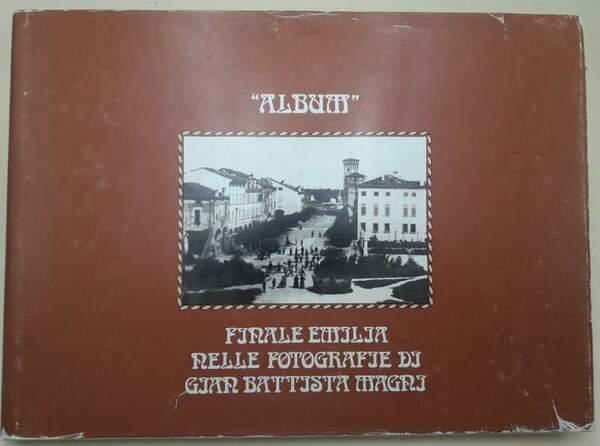 "ALBUM"
FINALE EMILIA
NELLE FOTOGRAFIE DI
GIAN BATTISTA MAGNI